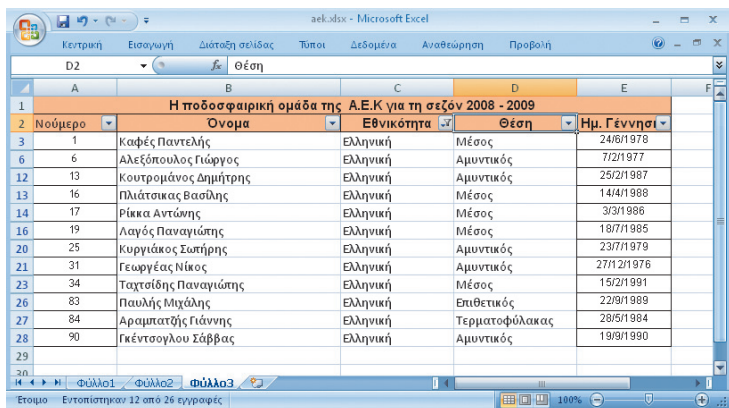 aek.xlsx - Microsoft Excel
Κεντρική Εισαγωγή Διάταξη σελίδας Τύποι Δεδομένα Αναθεώρηση Προβολή
D2 fx Θέση
A B C D E F
1 Η ποδοσφαιρική ομάδα της Α.Ε.Κ για τη σεζόν 2008 - 2009
2 Νούμερο Όνομα Εθνικότητα Θέση Ημ. Γέννησι
3 1 Καφές Παντελής Ελληνική Μέσος 24/6/1978
6 6 Αλεξόπουλος Γιώργος Ελληνική Αμυντικός 7/2/1977
12 13 Κουτρομάνος Δημήτρης Ελληνική Αμυντικός 25/2/1987
13 16 Πλιάτσικας Βασίλης Ελληνική Μέσος 14/4/1988
14 17 Ρίκκα Αντώνης Ελληνική Μέσος 3/3/1986
16 19 Λαγός Παναγιώτης Ελληνική Μέσος 18/7/1985
20 25 Κυργιάκος Σωτήρης Ελληνική Αμυντικός 23/7/1979
21 31 Γεωργέας Νίκος Ελληνική Αμυντικός 27/12/1976
23 34 Ταχτσίδης Παναγιώτης Ελληνική Μέσος 15/2/1991
26 83 Παυλής Μιχάλης Ελληνική Επιθετικός 22/9/1989
27 84 Αραμπατζής Γιάννης Ελληνική Τερματοφύλακας 28/5/1984
28 90 Γκέντσογλου Σάββας Ελληνική Αμυντικός 19/9/1990
29
30
Φύλλο1 Φύλλο2 Φύλλο3
Έτοιμο Εντοπίστηκαν 12 από 26 εγγραφές 100%